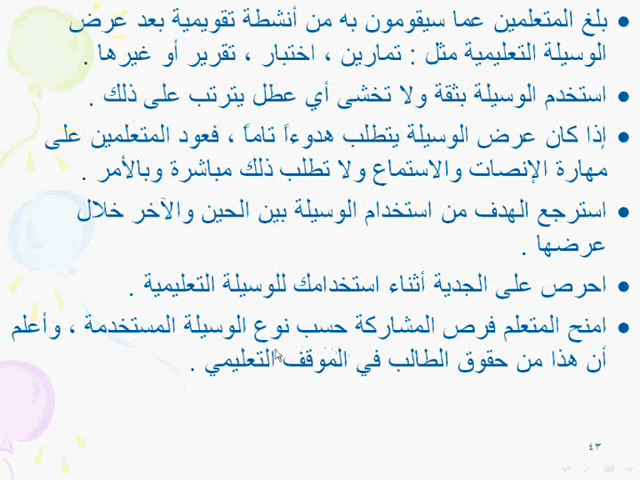 • بلغ المتعلمين عما سيقومون به من أنشطة تقويمية بعد عرض
الوسيلة التعليمية مثل : تمارين ، اختبار ، تقرير أو غيرها .
• استخدم الوسيلة بثقة ولا تخشى أي عطل يترتب على ذلك .
• إذا كان عرض الوسيلة يتطلب هدوءاً تاماً ، فعود المتعلمين على
مهارة الإنصات والاستماع ولا تطلب ذلك مباشرة وبالأمر .
• استرجع الهدف من استخدام الوسيلة بين الحين والآخر خلال
عرضها .
• احرص على الجدية أثناء استخدامك للوسيلة التعليمية .
• امنح المتعلم فرص المشاركة حسب نوع الوسيلة المستخدمة ، وأعلم
أن هذا من حقوق الطالب في الموقف التعليمي .
٤٣